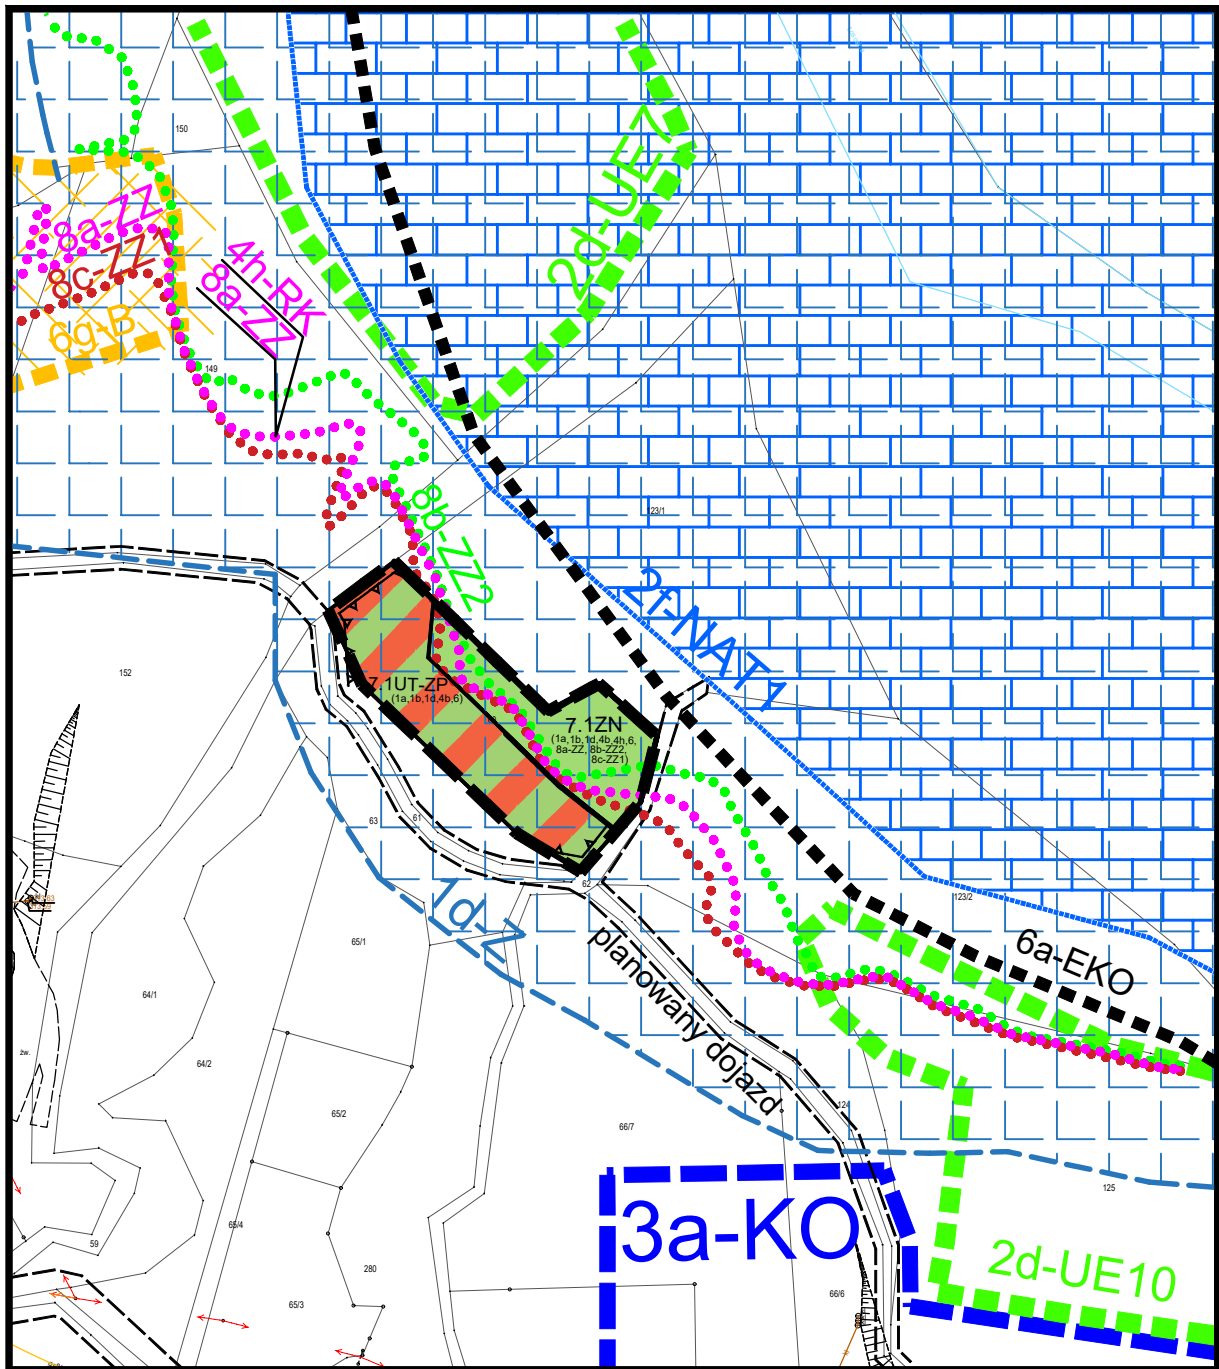 150
2d-UE7
8a-ZZ
8c-ZZ1
4h-RK
8a-ZZ
6g-B
149
8b-ZZ2
123/1
2f-NAT1
152
7.1UT-ZP
(1a,1b,1d,4b,6)
7.1ZN
(1a,1b,1d,4b,4h,6,
8a-ZZ, 8b-ZZ2,
8c-ZZ1)
63
61
62
123/2
1d-Z
65/1
planowany dojazd
6a-EKO
64/1
żw.
64/2
65/2
66/7
124
125
3a-KO
65/4
59
280
2d-UE10
65/3
66/6